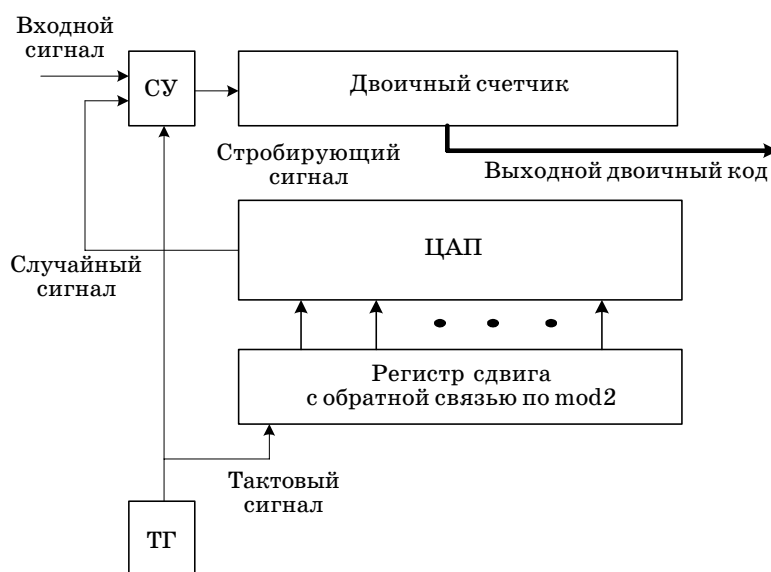 Входной
сигнал
СУ
Двоичный счетчик
Стробирующий
сигнал
Выходной двоичный код
ЦАП
Случайный
сигнал
Регистр сдвига
с обратной связью по mod2
Тактовый
сигнал
ТГ